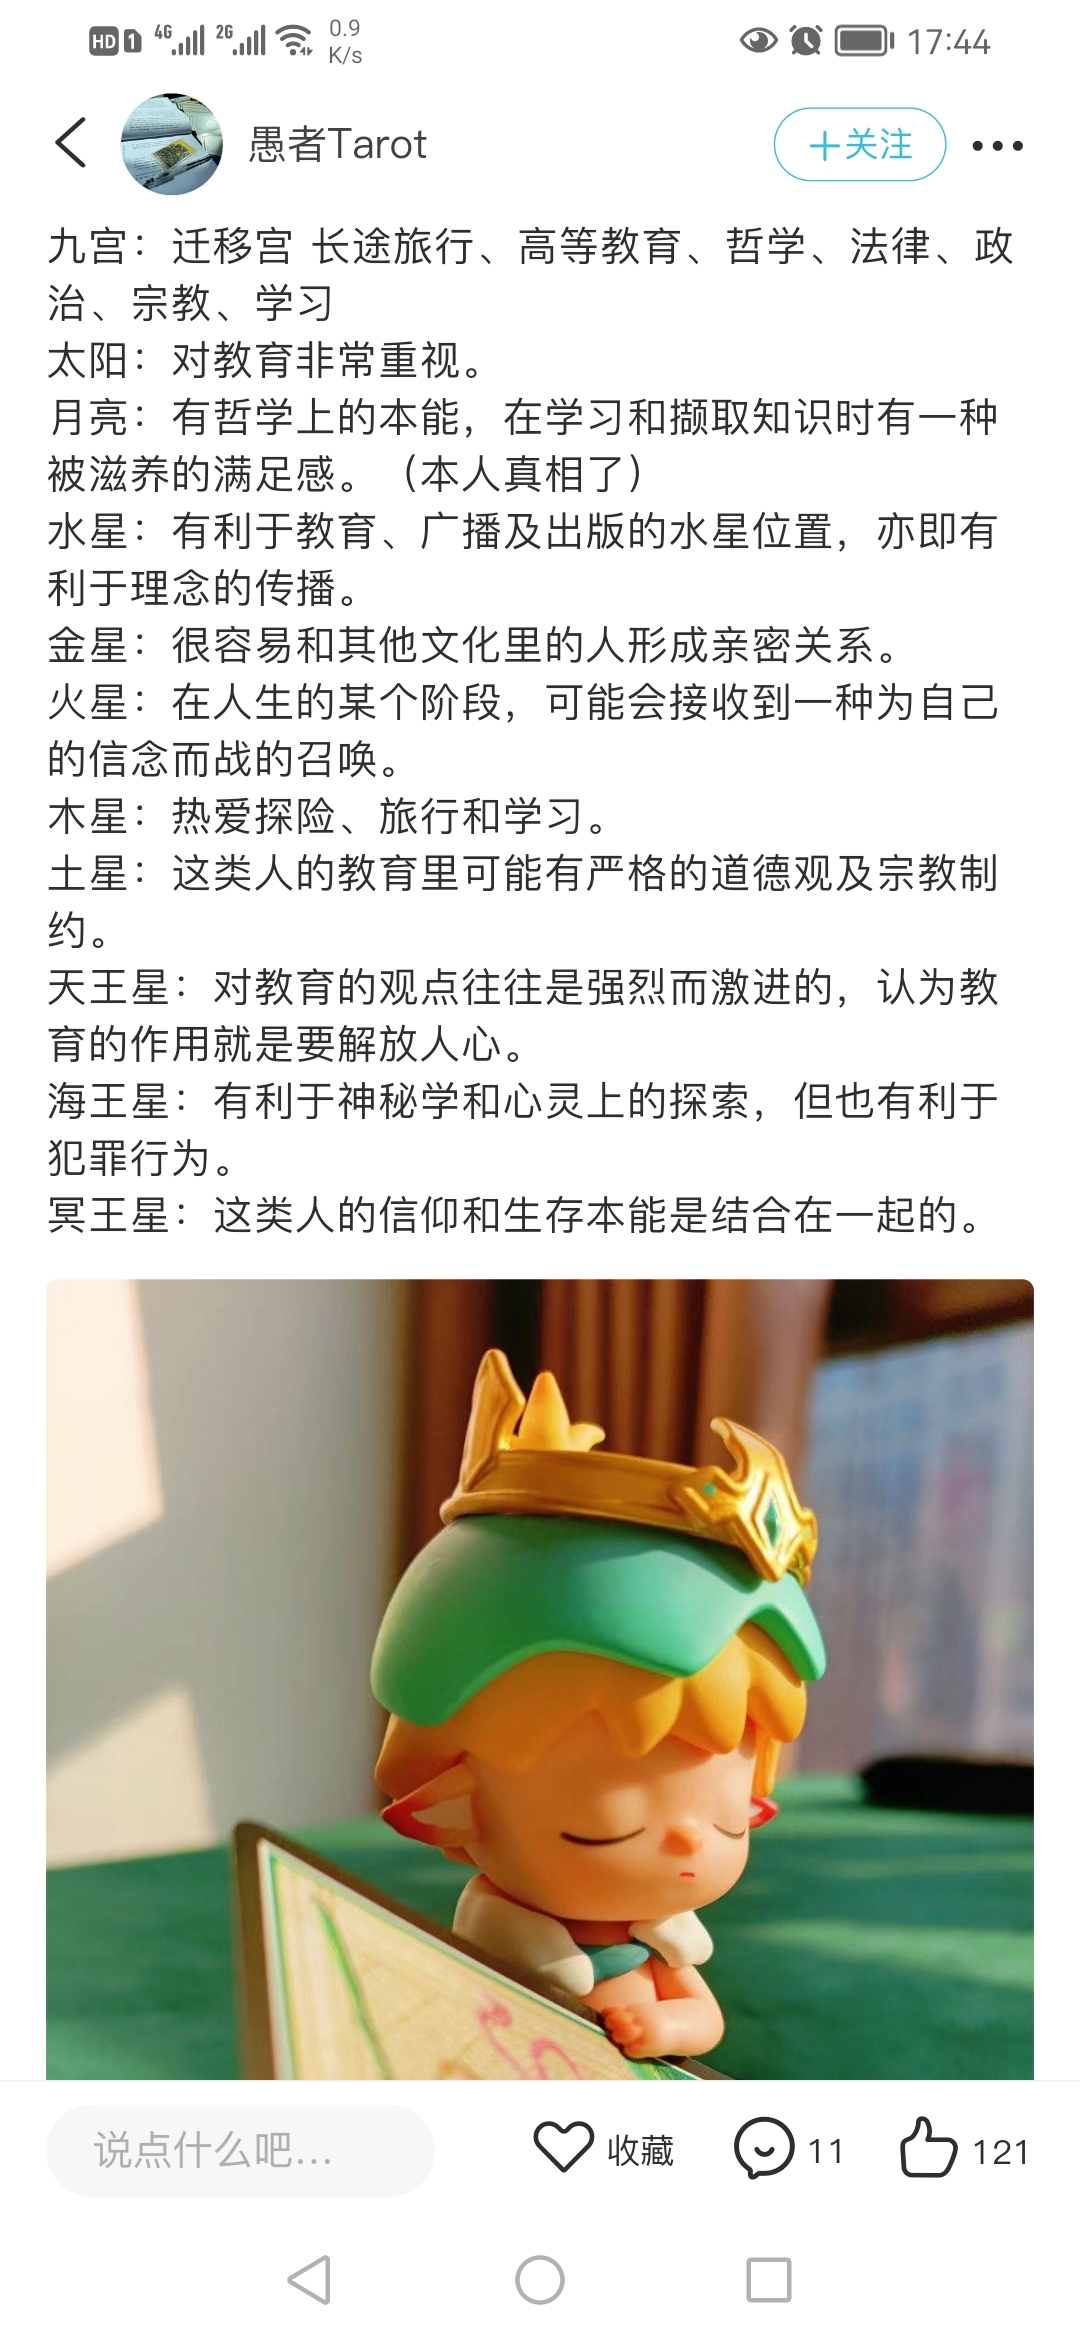 HD 1 4G 2G 0.9 K/s 17:44
愚者Tarot
+关注
九宫：迁移宫 长途旅行、高等教育、哲学、法律、政
治、宗教、学习
太阳：对教育非常重视。
月亮：有哲学上的本能，在学习和撷取知识时有一种
被滋养的满足感。（本人真相了）
水星：有利于教育、广播及出版的水星位置，亦即有
利于理念的传播。
金星：很容易和其他文化里的人形成亲密关系。
火星：在人生的某个阶段，可能会接收到一种为自己
的信念而战的召唤。
木星：热爱探险、旅行和学习。
土星：这类人的教育里可能有严格的道德观及宗教制
约。
天王星：对教育的观点往往是强烈而激进的，认为教
育的作用就是要解放人心。
海王星：有利于神秘学和心灵上的探索，但也有利于
犯罪行为。
冥王星：这类人的信仰和生存本能是结合在一起的。
说点什么吧...
收藏
11
121